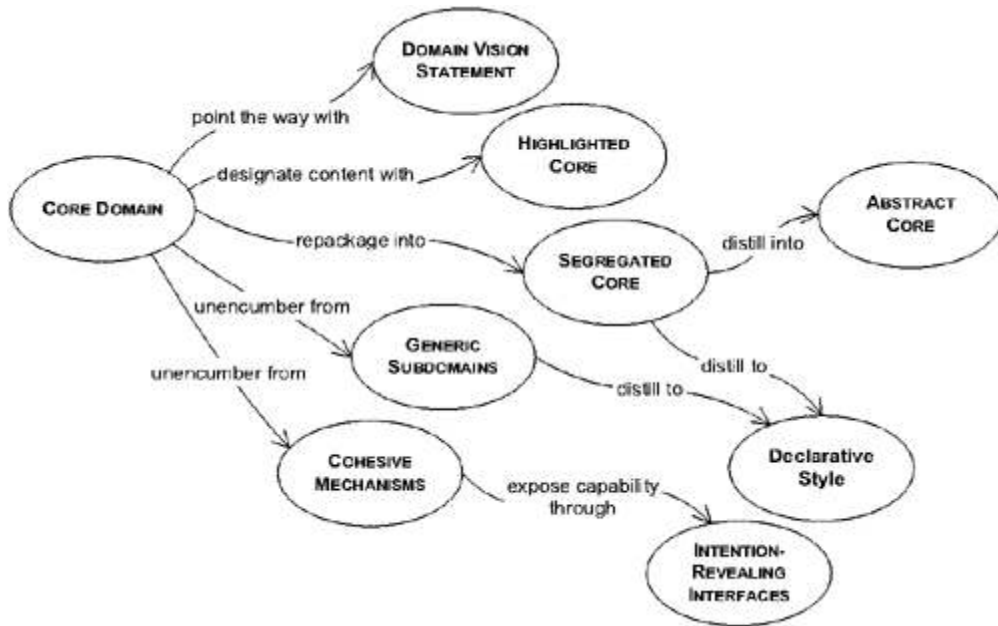 DOMAIN VISION
STATEMENT
point the way with
HIGHLIGHTED
CORE
designate content with
CORE DOMAIN
ABSTRACT
CORE
repackage into
distill into
SEGREGATED
CORE
unencumber from
GENERIC
SUBDOMAINS
distill to
unencumber from
distill to
COHESIVE
MECHANISMS
Declarative
Style
expose capability
through
INTENTION-
REVEALING
INTERFACES